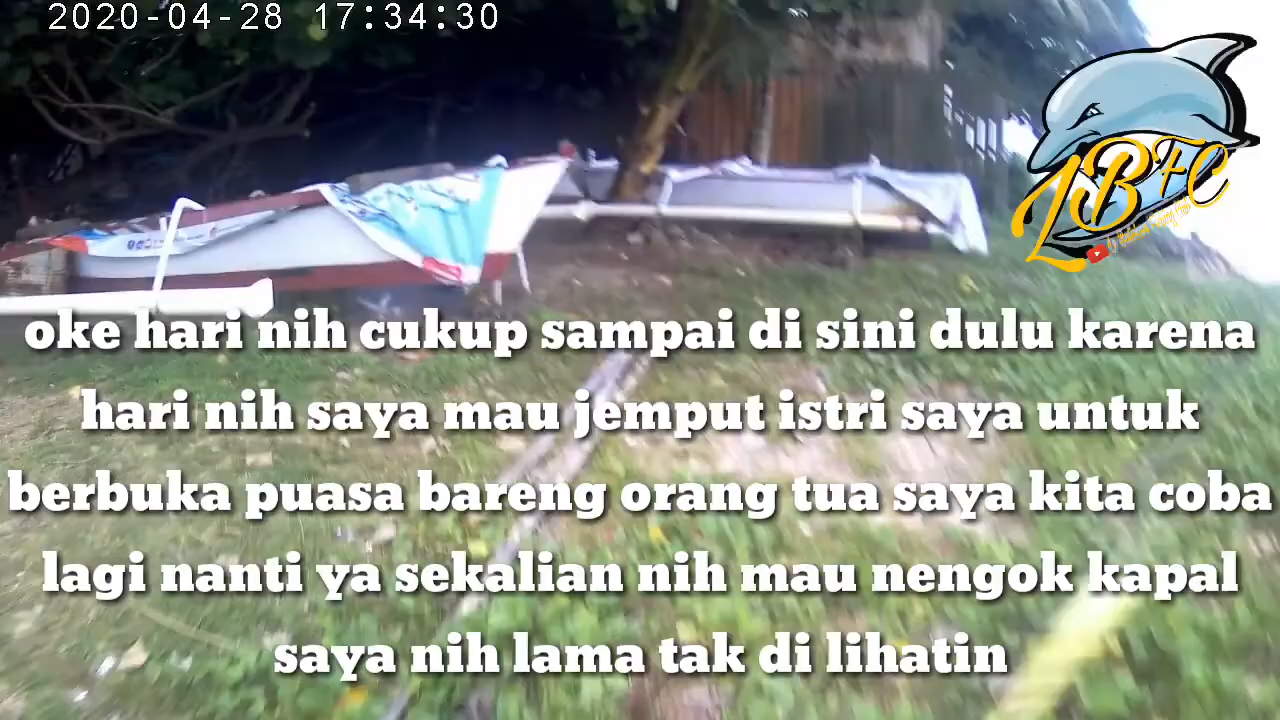 2020-04-28 17:34:30
LBFC
oke hari nih cukup sampai di sini dulu karena
hari nih saya mau jemput istri saya untuk
berbuka puasa bareng orang tua saya kita coba
lagi nanti ya sekalian nih mau nengok kapal
saya nih lama tak di lihatin